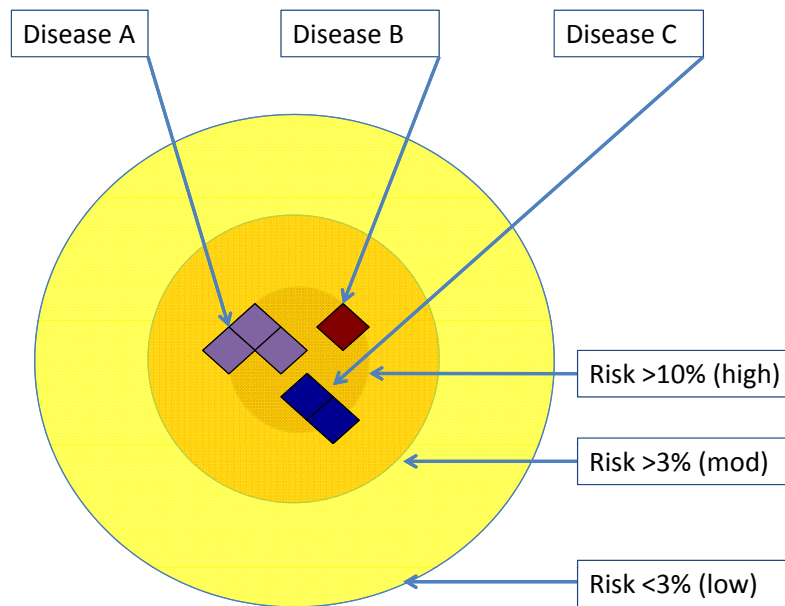 Disease A
Disease B
Disease C
Risk >10% (high)
Risk >3% (mod)
Risk <3% (low)